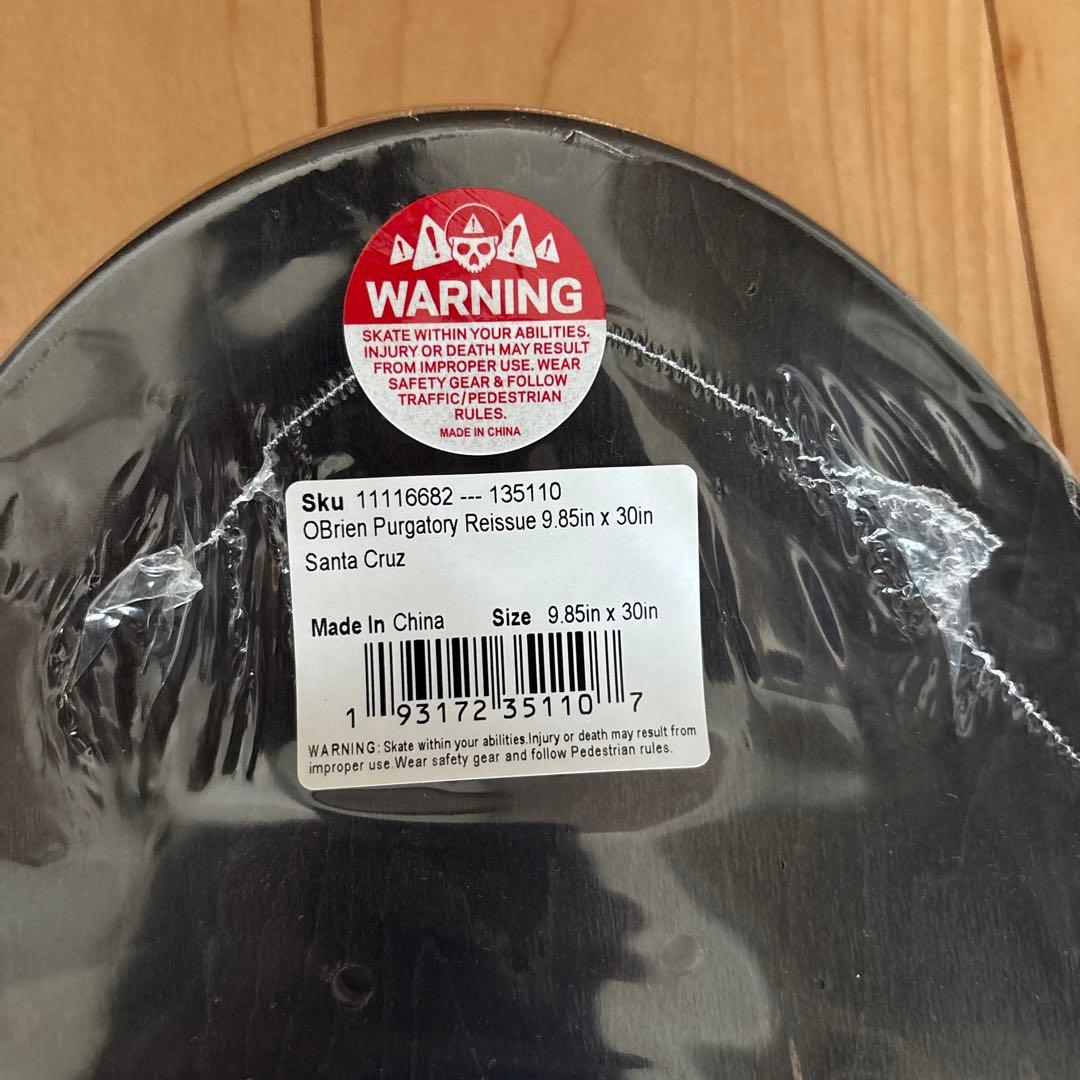 WARNING
SKATE WITHIN YOUR ABILITIES.
INJURY OR DEATH MAY RESULT
FROM IMPROPER USE. WEAR
SAFETY GEAR & FOLLOW
TRAFFIC/PEDESTRIAN
RULES.
MADE IN CHINA
Sku 11116682 --- 135110
OBrien Purgatory Reissue 9.85in x 30in
Santa Cruz
Made In China Size 9.85in x 30in
1 93172 35110 7
WARNING: Skate within your abilities.Injury or death may result from
improper use.Wear safety gear and follow Pedestrian rules.